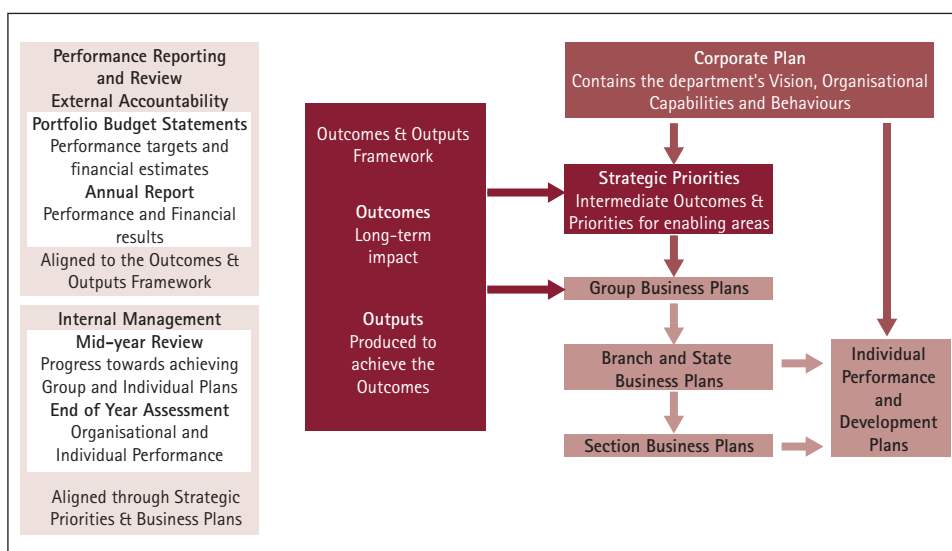 Performance Reporting
and Review
External Accountability
Portfolio Budget Statements
Performance targets and
financial estimates
Annual Report
Performance and Financial
results
Aligned to the Outcomes &
Outputs Framework
Internal Management
Mid-year Review
Progress towards achieving
Group and Individual Plans
End of Year Assessment
Organisational and
Individual Performance
Aligned through Strategic
Priorities & Business Plans
Outcomes & Outputs
Framework
Outcomes
Long-term
impact
Outputs
Produced to
achieve the
Outcomes
Corporate Plan
Contains the department's Vision, Organisational
Capabilities and Behaviours
Strategic Priorities
Intermediate Outcomes &
Priorities for enabling areas
Group Business Plans
Branch and State
Business Plans
Section Business Plans
Individual
Performance
and
Development
Plans